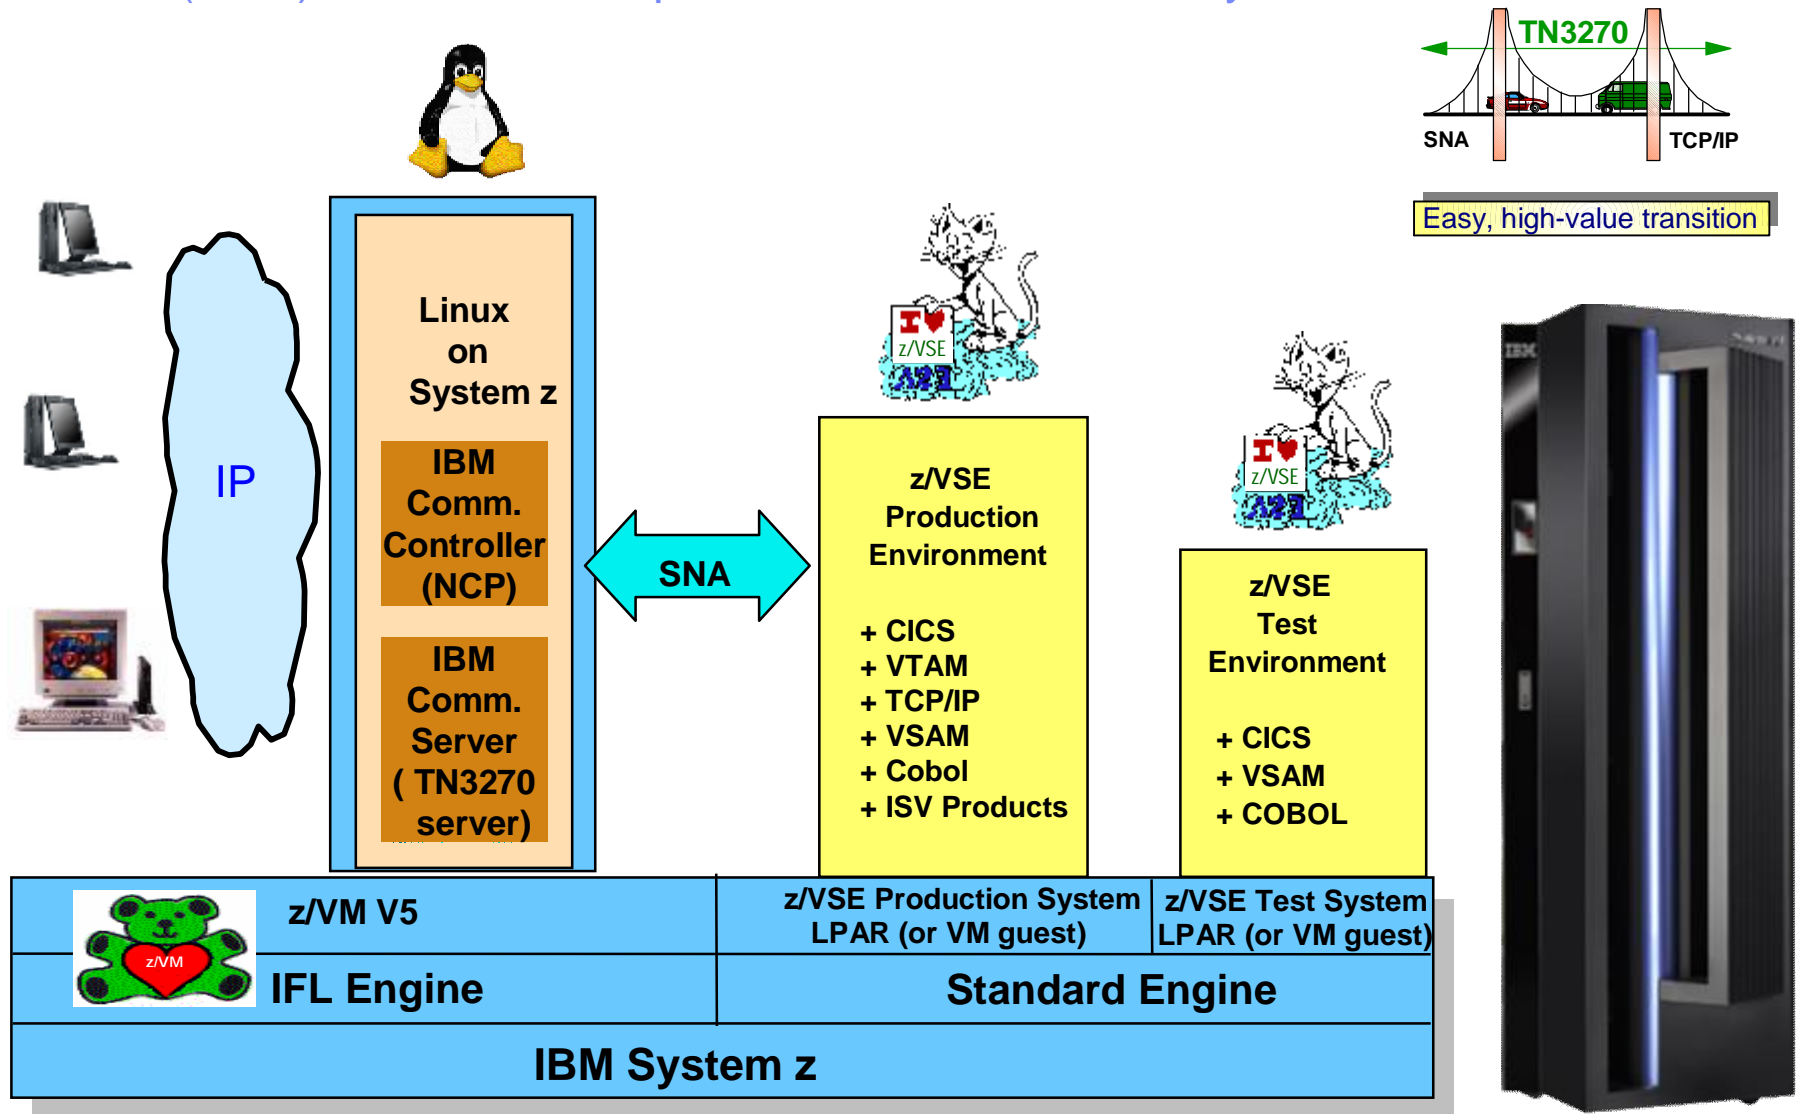 TN3270
SNA
TCP/IP
Easy, high-value transition
IP
Linux
on
System z
IBM
Comm.
Controller
(NCP)
IBM
Comm.
Server
( TN3270
server)
SNA
I
z/VSE
VSE
z/VSE
Production
Environment
+ CICS
+ VTAM
+ TCP/IP
+ VSAM
+ Cobol
+ ISV Products
I
z/VSE
VSE
z/VSE
Test
Environment
+ CICS
+ VSAM
+ COBOL
IBM
z/VM
z/VM V5
z/VSE Production System
LPAR (or VM guest)
z/VSE Test System
LPAR (or VM guest)
IFL Engine
Standard Engine
IBM System z